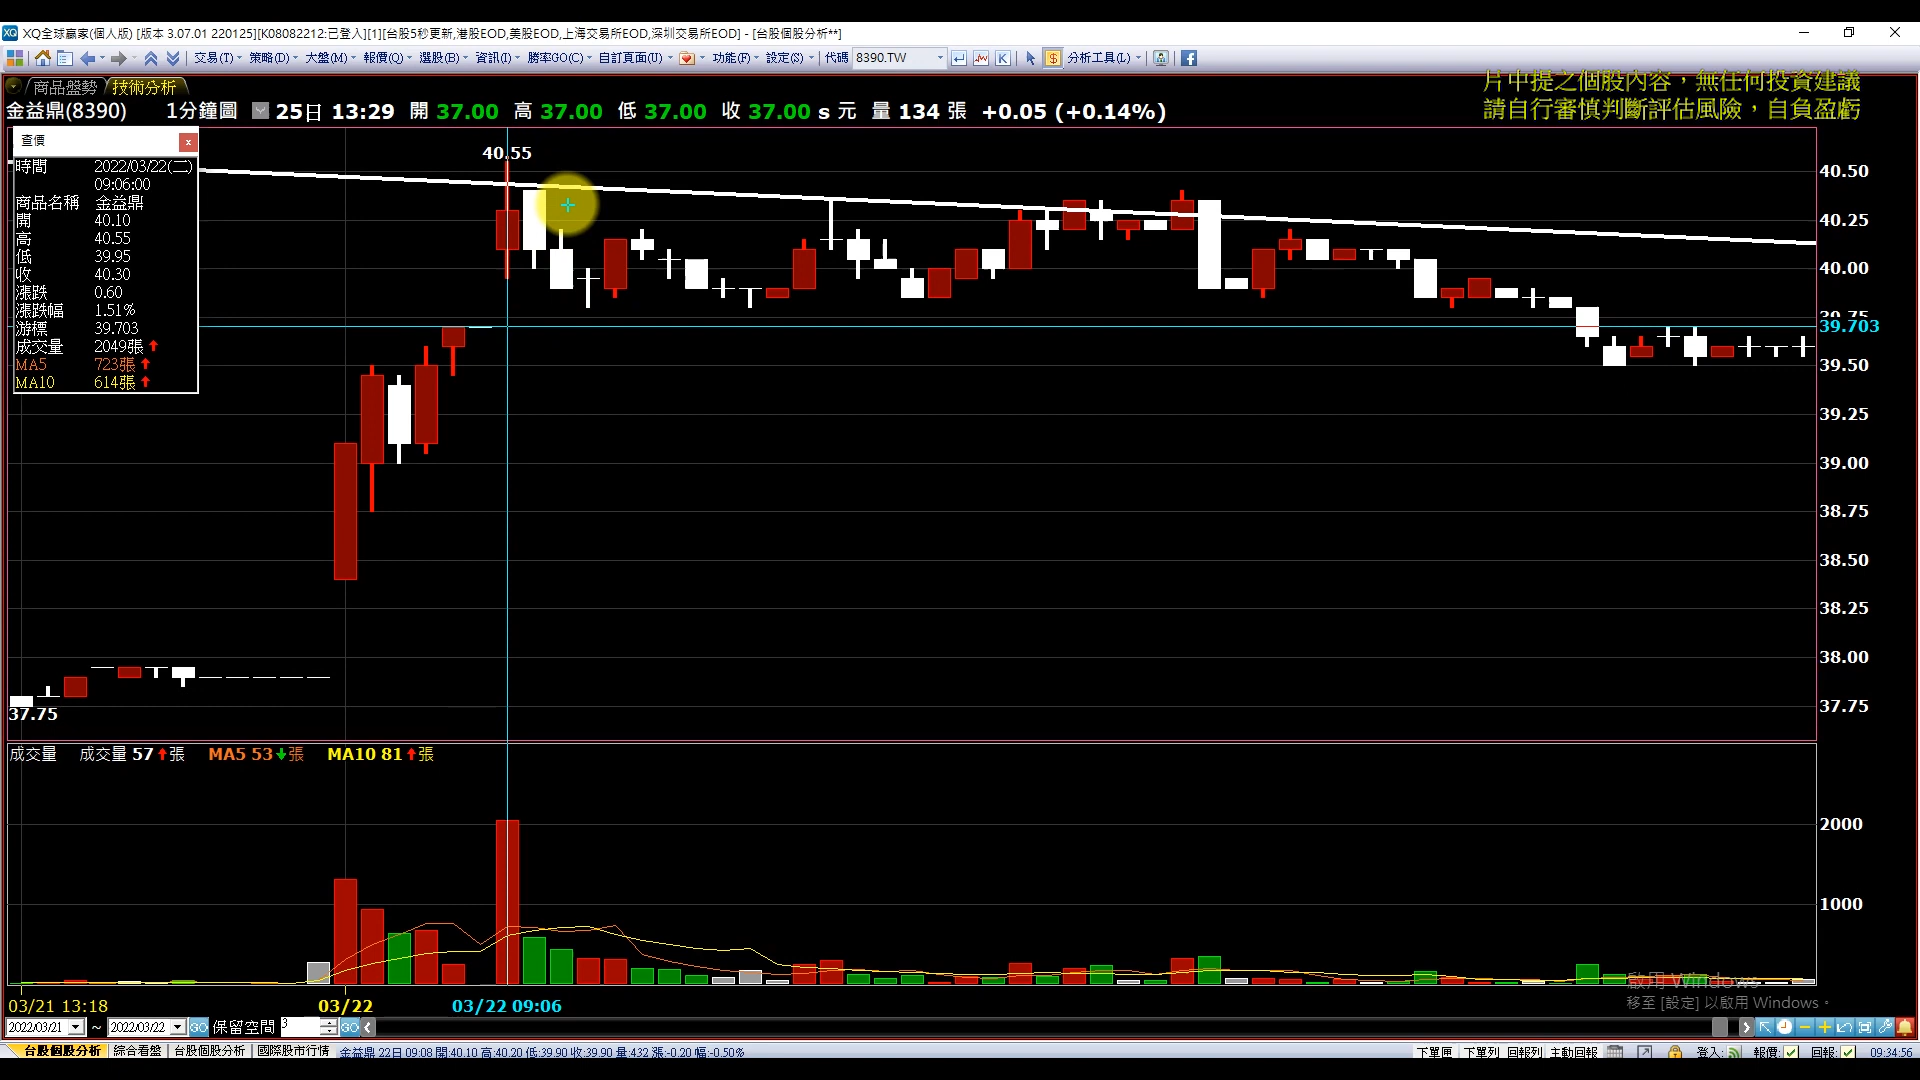 XQ全球贏家(個人版) [版本 3.07.01 220125][K08082212:已登入][1][台股5秒更新,港股EOD,美股EOD,上海交易所EOD,深圳交易所EOD] - [台股個股分析**]
交易(T) 策略(D) 大盤(M) 報價(Q) 選股(B) 資訊(I) 勝率GO(C) 自訂頁面(U) 功能(F) 設定(S) 代碼 8390.TW K $ 分析工具(L)
商品盤勢 技術分析
片中提之個股內容，無任何投資建議
請自行審慎判斷評估風險，自負盈虧
金益鼎(8390) 1分鐘圖 25日 13:29 開 37.00 高 37.00 低 37.00 收 37.00 s 元 量 134 張 +0.05 (+0.14%)
查價
時間 2022/03/22(二)
09:06:00
商品名稱 金益鼎
開 40.10
高 40.55
低 39.95
收 40.30
漲跌 0.60
漲跌幅 1.51%
游標 39.703
成交量 2049張
MA5 723張
MA10 614張
40.55
40.50
40.25
40.00
39.75
39.703
39.50
39.25
39.00
38.75
38.50
38.25
38.00
37.75
37.75
成交量 成交量 57 張 MA5 53 張 MA10 81 張
2000
1000
啟用 Windows
移至 [設定] 以啟用 Windows。
03/21 13:18 03/22 03/22 09:06
2022/03/21 ~ 2022/03/22 GO 保留空間 3 GO
台股個股分析 綜合看盤 台股個股分析 國際股市行情 金益鼎 22日 09:08 開:40.10 高:40.20 低:39.90 收:39.90 量:432 漲:-0.20 幅:-0.50%
下單匣 下單列 回報列 主動回報 登入: 報價: 回報: 09:34:56